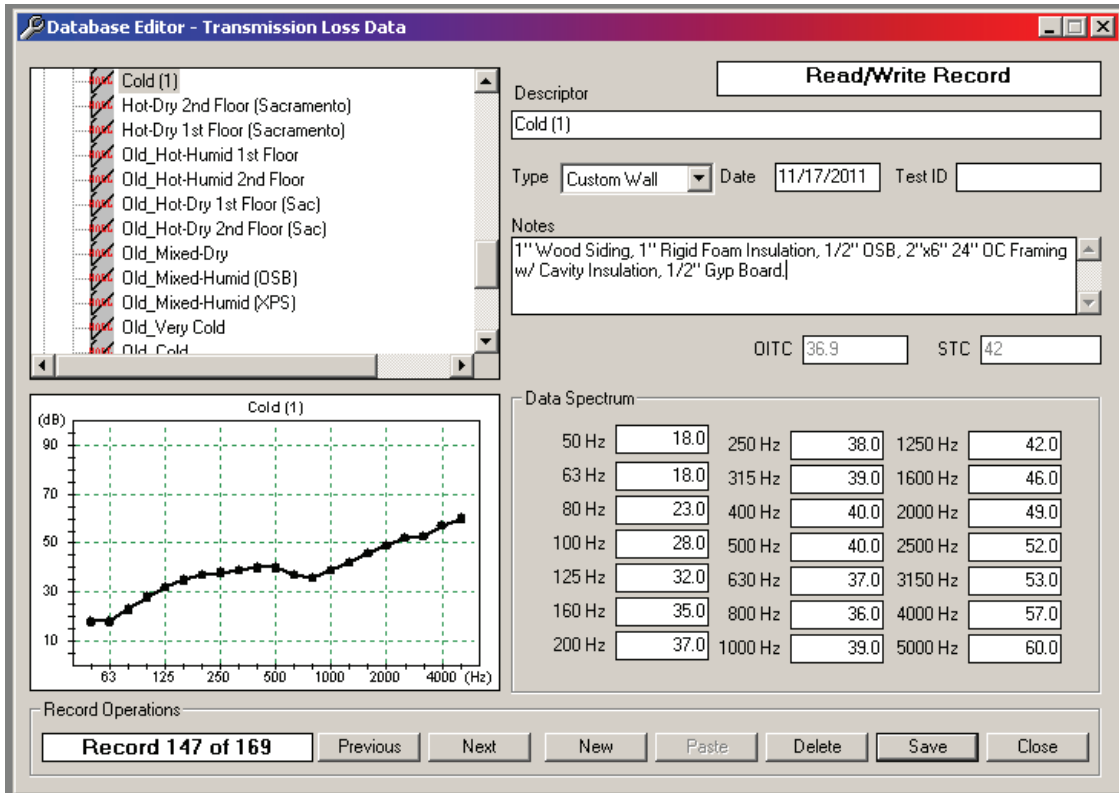 Database Editor - Transmission Loss Data
Cold (1)
Hot-Dry 2nd Floor (Sacramento)
Hot-Dry 1st Floor (Sacramento)
Old_Hot-Humid 1st Floor
Old_Hot-Humid 2nd Floor
Old_Hot-Dry 1st Floor (Sac)
Old_Hot-Dry 2nd Floor (Sac)
Old_Mixed-Dry
Old_Mixed-Humid (OSB)
Old_Mixed-Humid (XPS)
Old_Very Cold
Old_Cold
Read/Write Record
Descriptor
Cold (1)
Type Custom Wall Date 11/17/2011 Test ID
Notes
1" Wood Siding, 1" Rigid Foam Insulation, 1/2" OSB, 2"x6" 24" OC Framing
w/ Cavity Insulation, 1/2" Gyp Board.
OITC 36.9 STC 42
Cold (1)
(dB)
90
70
50
30
10
63 125 250 500 1000 2000 4000 (Hz)
Data Spectrum
50 Hz 18.0 250 Hz 38.0 1250 Hz 42.0
63 Hz 18.0 315 Hz 39.0 1600 Hz 46.0
80 Hz 23.0 400 Hz 40.0 2000 Hz 49.0
100 Hz 28.0 500 Hz 40.0 2500 Hz 52.0
125 Hz 32.0 630 Hz 37.0 3150 Hz 53.0
160 Hz 35.0 800 Hz 36.0 4000 Hz 57.0
200 Hz 37.0 1000 Hz 39.0 5000 Hz 60.0
Record Operations
Record 147 of 169 Previous Next New Paste Delete Save Close